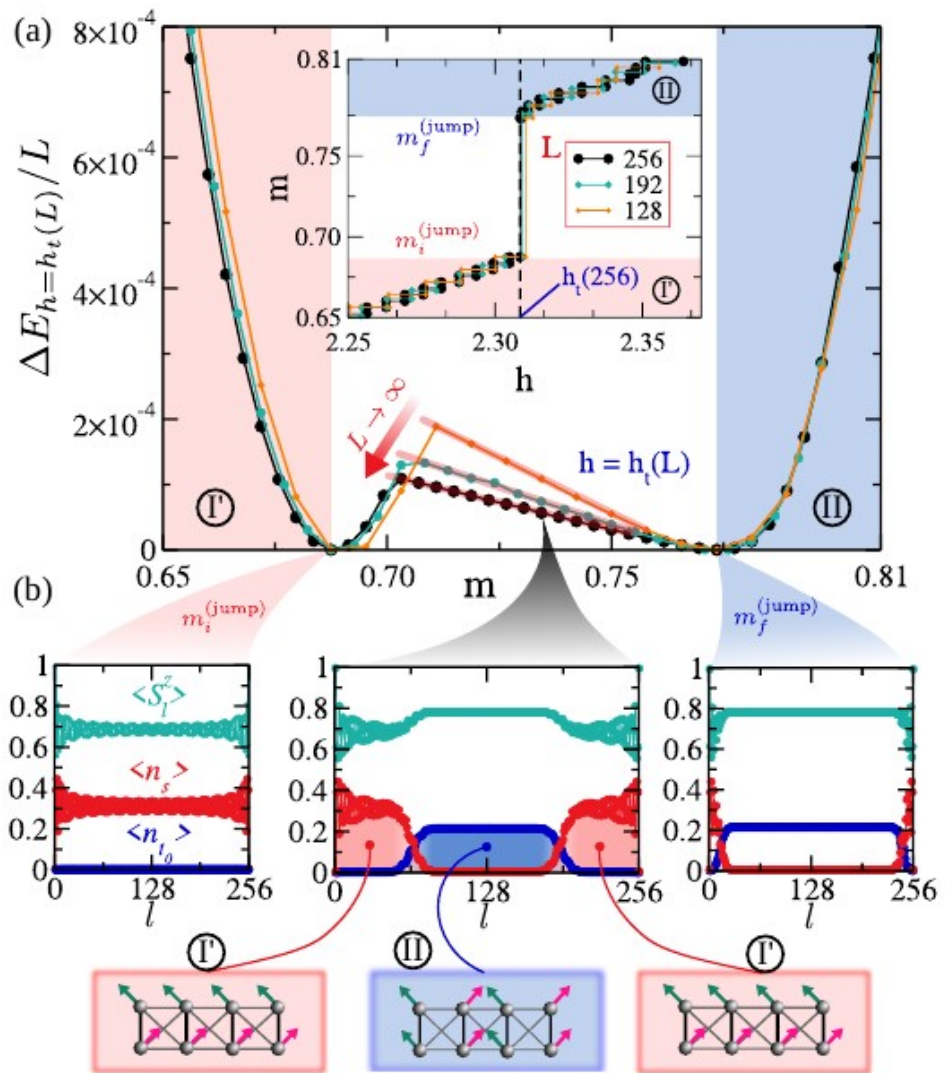 (a)
8×10⁻⁴
6×10⁻⁴
4×10⁻⁴
2×10⁻⁴
0
ΔE_{h=h_t(L)}/L
0.81
0.75
0.70
0.65
m
m_f^{(jump)}
m_i^{(jump)}
L
256
192
128
h_t(256)
II
I'
2.25 2.30 2.35
h
L → ∞
h = h_t(L)
I'
II
0.65 0.70 0.75 0.81
m
(b)
m_i^{(jump)}
m_f^{(jump)}
1
0.8
0.6
0.4
0.2
0
<S_l^z>
<n_s>
<n_{t_0}>
0 128 256
l
1
0.8
0.6
0.4
0.2
0
0 128 256
l
1
0.8
0.6
0.4
0.2
0
0 128 256
l
I' II I'